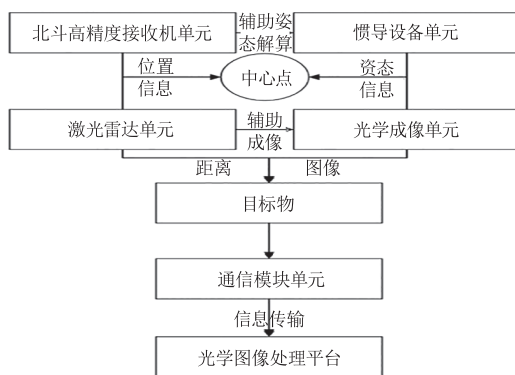 北斗高精度接收机单元
辅助姿
态解算
惯导设备单元
位置
信息
中心点
资态
信息
激光雷达单元
辅助
成像
光学成像单元
距离
图像
目标物
通信模块单元
信息传输
光学图像处理平台